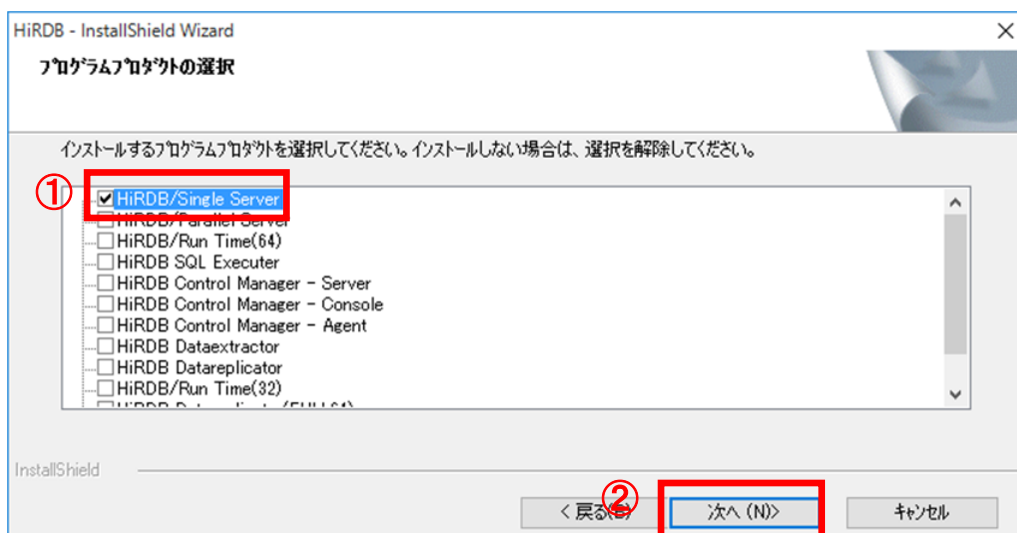 HiRDB - InstallShield Wizard
プログラムプロダクトの選択
インストールするプログラムプロダクトを選択してください。インストールしない場合は、選択を解除してください。
①
HiRDB/Single Server
HiRDB/Parallel Server
HiRDB/Run Time(64)
HiRDB SQL Executer
HiRDB Control Manager - Server
HiRDB Control Manager - Console
HiRDB Control Manager - Agent
HiRDB Dataextractor
HiRDB Datareplicator
HiRDB/Run Time(32)
InstallShield
②
< 戻る(B)
次へ (N)>
キャンセル